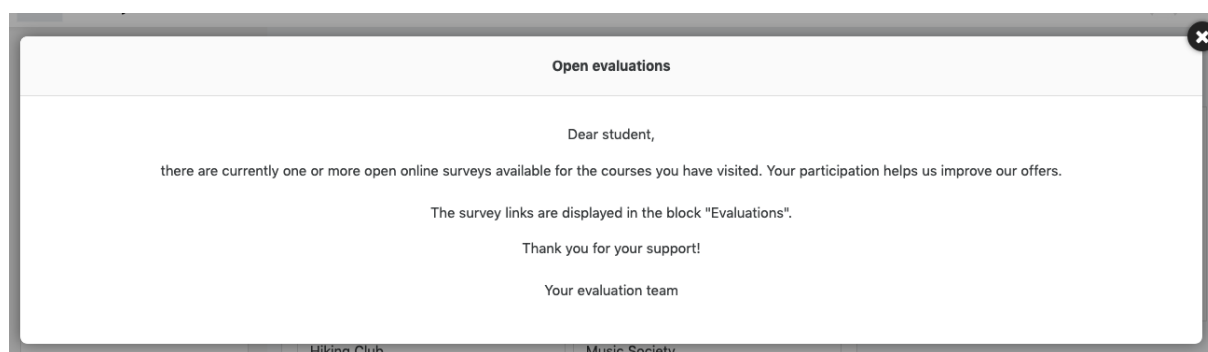 Open evaluations
Dear student,
there are currently one or more open online surveys available for the courses you have visited. Your participation helps us improve our offers.
The survey links are displayed in the block "Evaluations".
Thank you for your support!
Your evaluation team
Hiking Club
Music Society